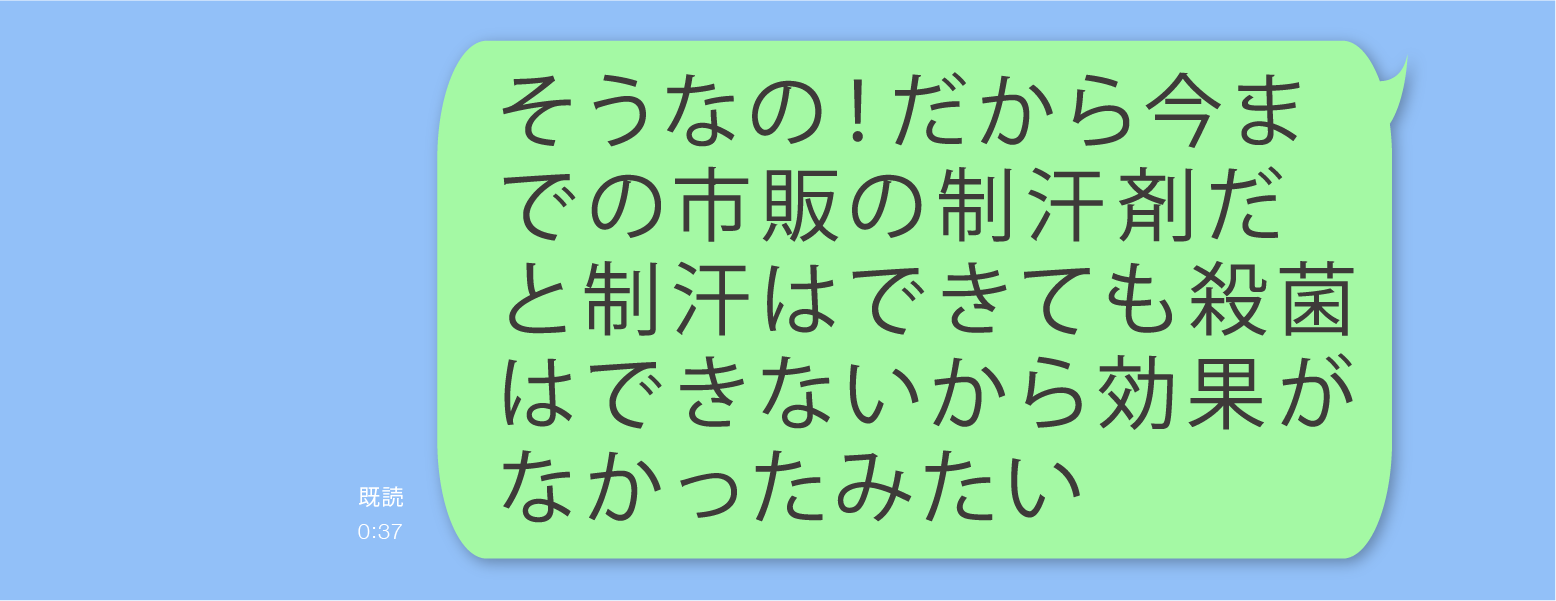 そうなの！だから今ま
での市販の制汗剤だ
と制汗はできても殺菌
はできないから効果が
なかったみたい
既読
0:37